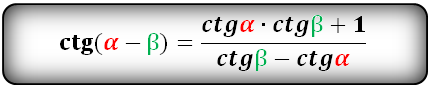 ctg(α − β) = (ctgα · ctgβ + 1) / (ctgβ − ctgα)